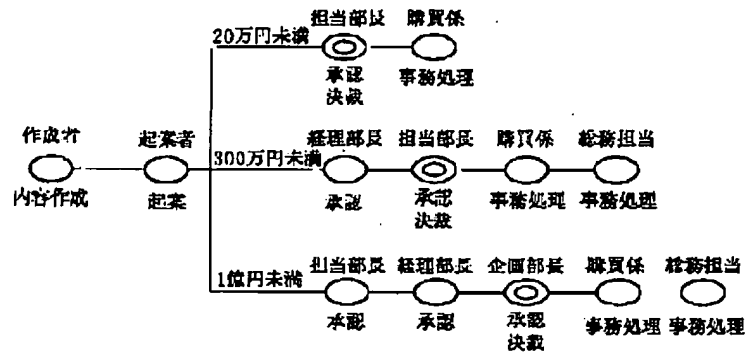 担当部長 購買係
20万円未満
承認 事務処理
決裁
作成者 起案者 経理部長 担当部長 購買係 総務担当
300万円未満
内容作成 起案 承認 承認 事務処理 事務処理
決裁
担当部長 経理部長 企画部長 購買係 総務担当
1億円未満
承認 承認 承認 事務処理 事務処理
決裁